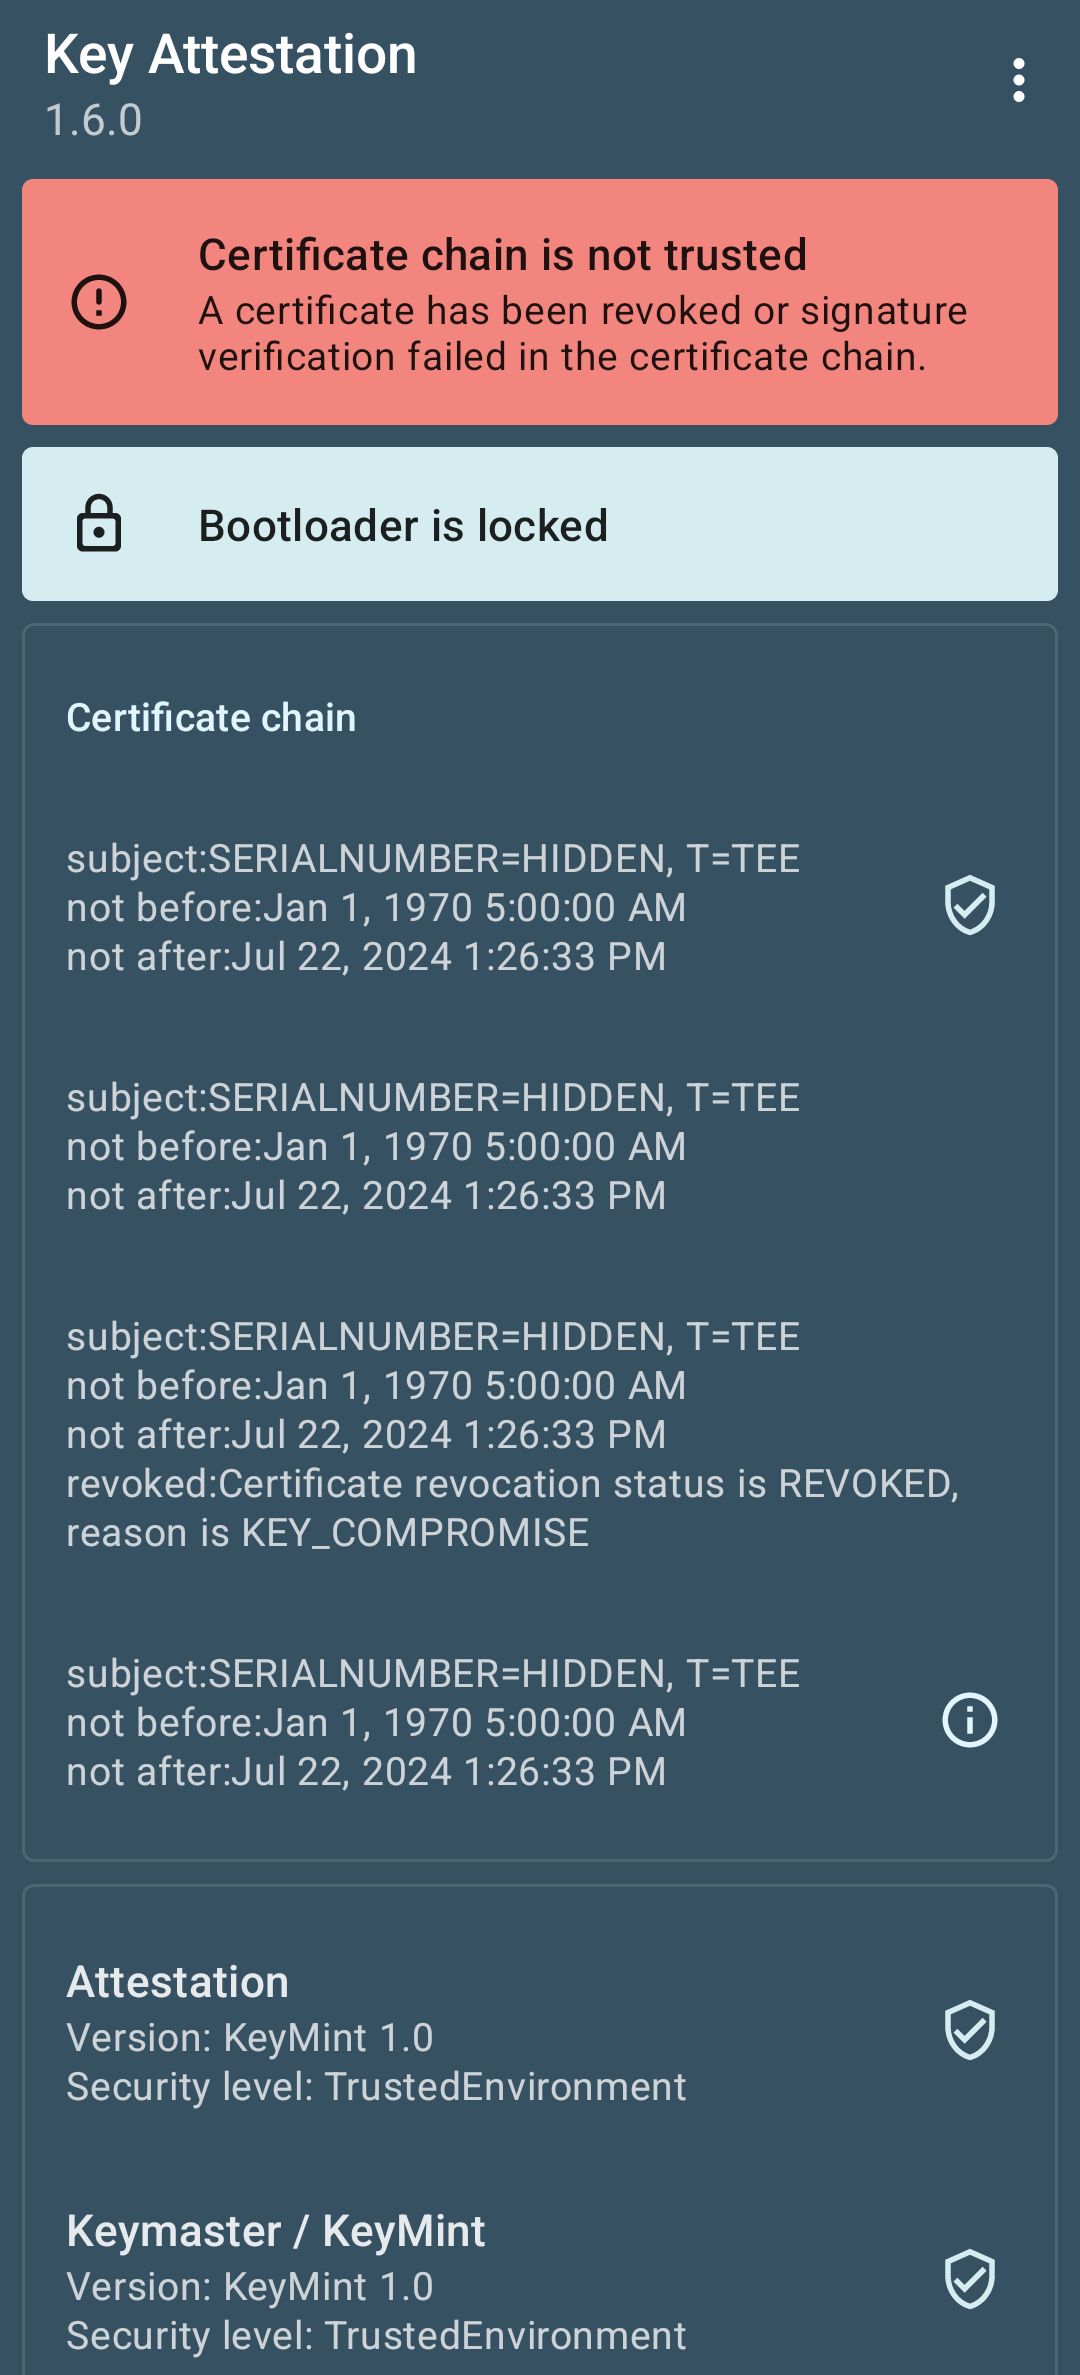 Key Attestation
1.6.0
Certificate chain is not trusted
A certificate has been revoked or signature
verification failed in the certificate chain.
Bootloader is locked
Certificate chain
subject:SERIALNUMBER=HIDDEN, T=TEE
not before:Jan 1, 1970 5:00:00 AM
not after:Jul 22, 2024 1:26:33 PM
subject:SERIALNUMBER=HIDDEN, T=TEE
not before:Jan 1, 1970 5:00:00 AM
not after:Jul 22, 2024 1:26:33 PM
subject:SERIALNUMBER=HIDDEN, T=TEE
not before:Jan 1, 1970 5:00:00 AM
not after:Jul 22, 2024 1:26:33 PM
revoked:Certificate revocation status is REVOKED,
reason is KEY_COMPROMISE
subject:SERIALNUMBER=HIDDEN, T=TEE
not before:Jan 1, 1970 5:00:00 AM
not after:Jul 22, 2024 1:26:33 PM
Attestation
Version: KeyMint 1.0
Security level: TrustedEnvironment
Keymaster / KeyMint
Version: KeyMint 1.0
Security level: TrustedEnvironment